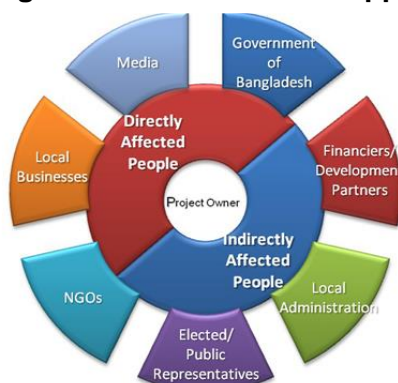 Media
Government
of
Bangladesh
Directly
Affected
People
Local
Businesses
Financiers/
Development
Partners
Project Owner
Indirectly
Affected
People
NGOs
Local
Administration
Elected/
Public
Representatives